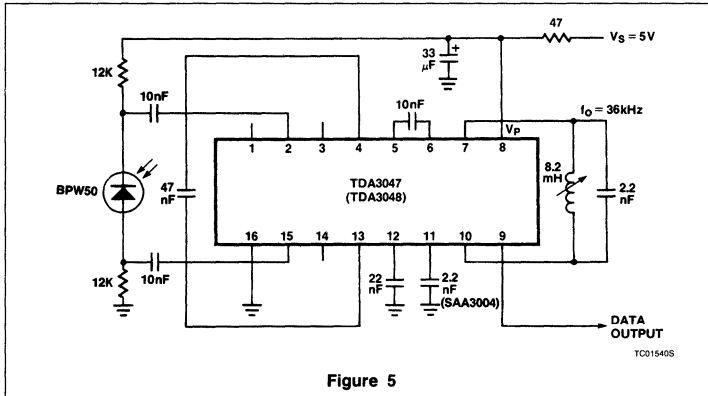 47
V_S = 5V
33 μF
+
12K
10nF
10nF
f_O = 36kHz
V_P
1 2 3 4 5 6 7 8
BPW50
47 nF
TDA3047
(TDA3048)
8.2 mH
2.2 nF
16 15 14 13 12 11 10 9
12K
10nF
22 nF
2.2 nF
(SAA3004)
DATA OUTPUT
TC01540S
Figure 5